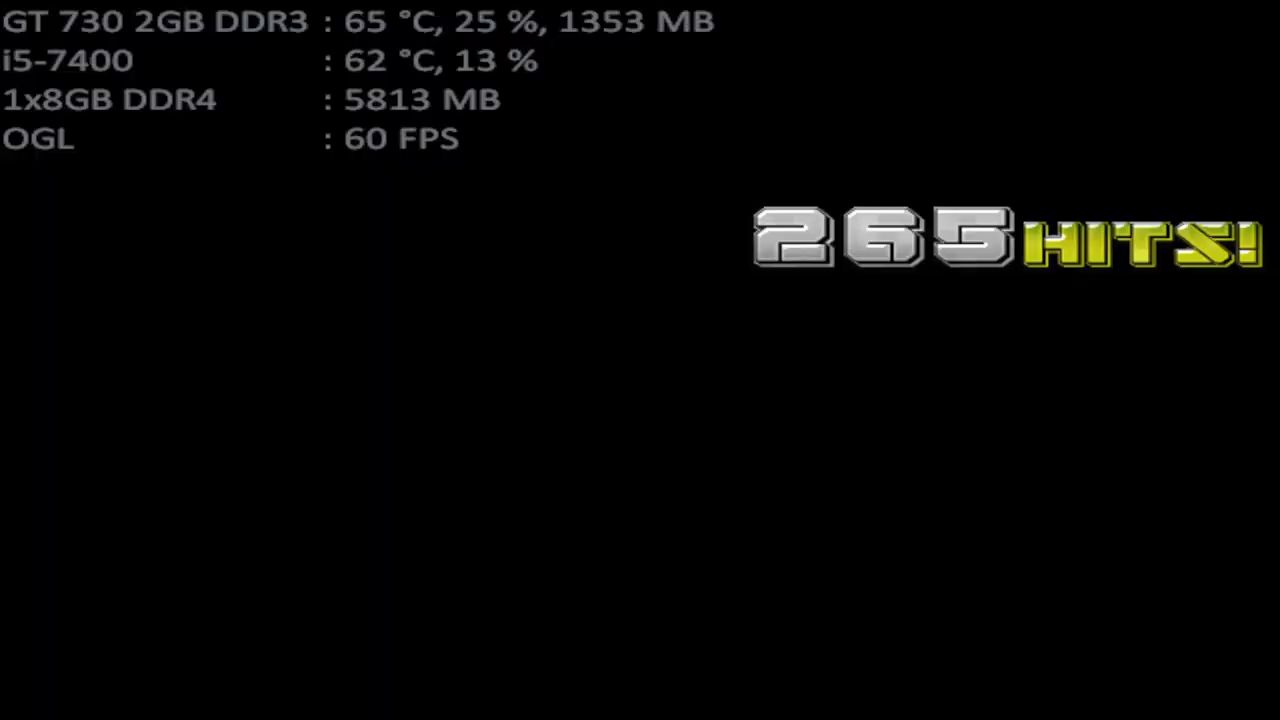 GT 730 2GB DDR3 : 65 °C, 25 %, 1353 MB
i5-7400 : 62 °C, 13 %
1x8GB DDR4 : 5813 MB
OGL : 60 FPS
265 HITS!